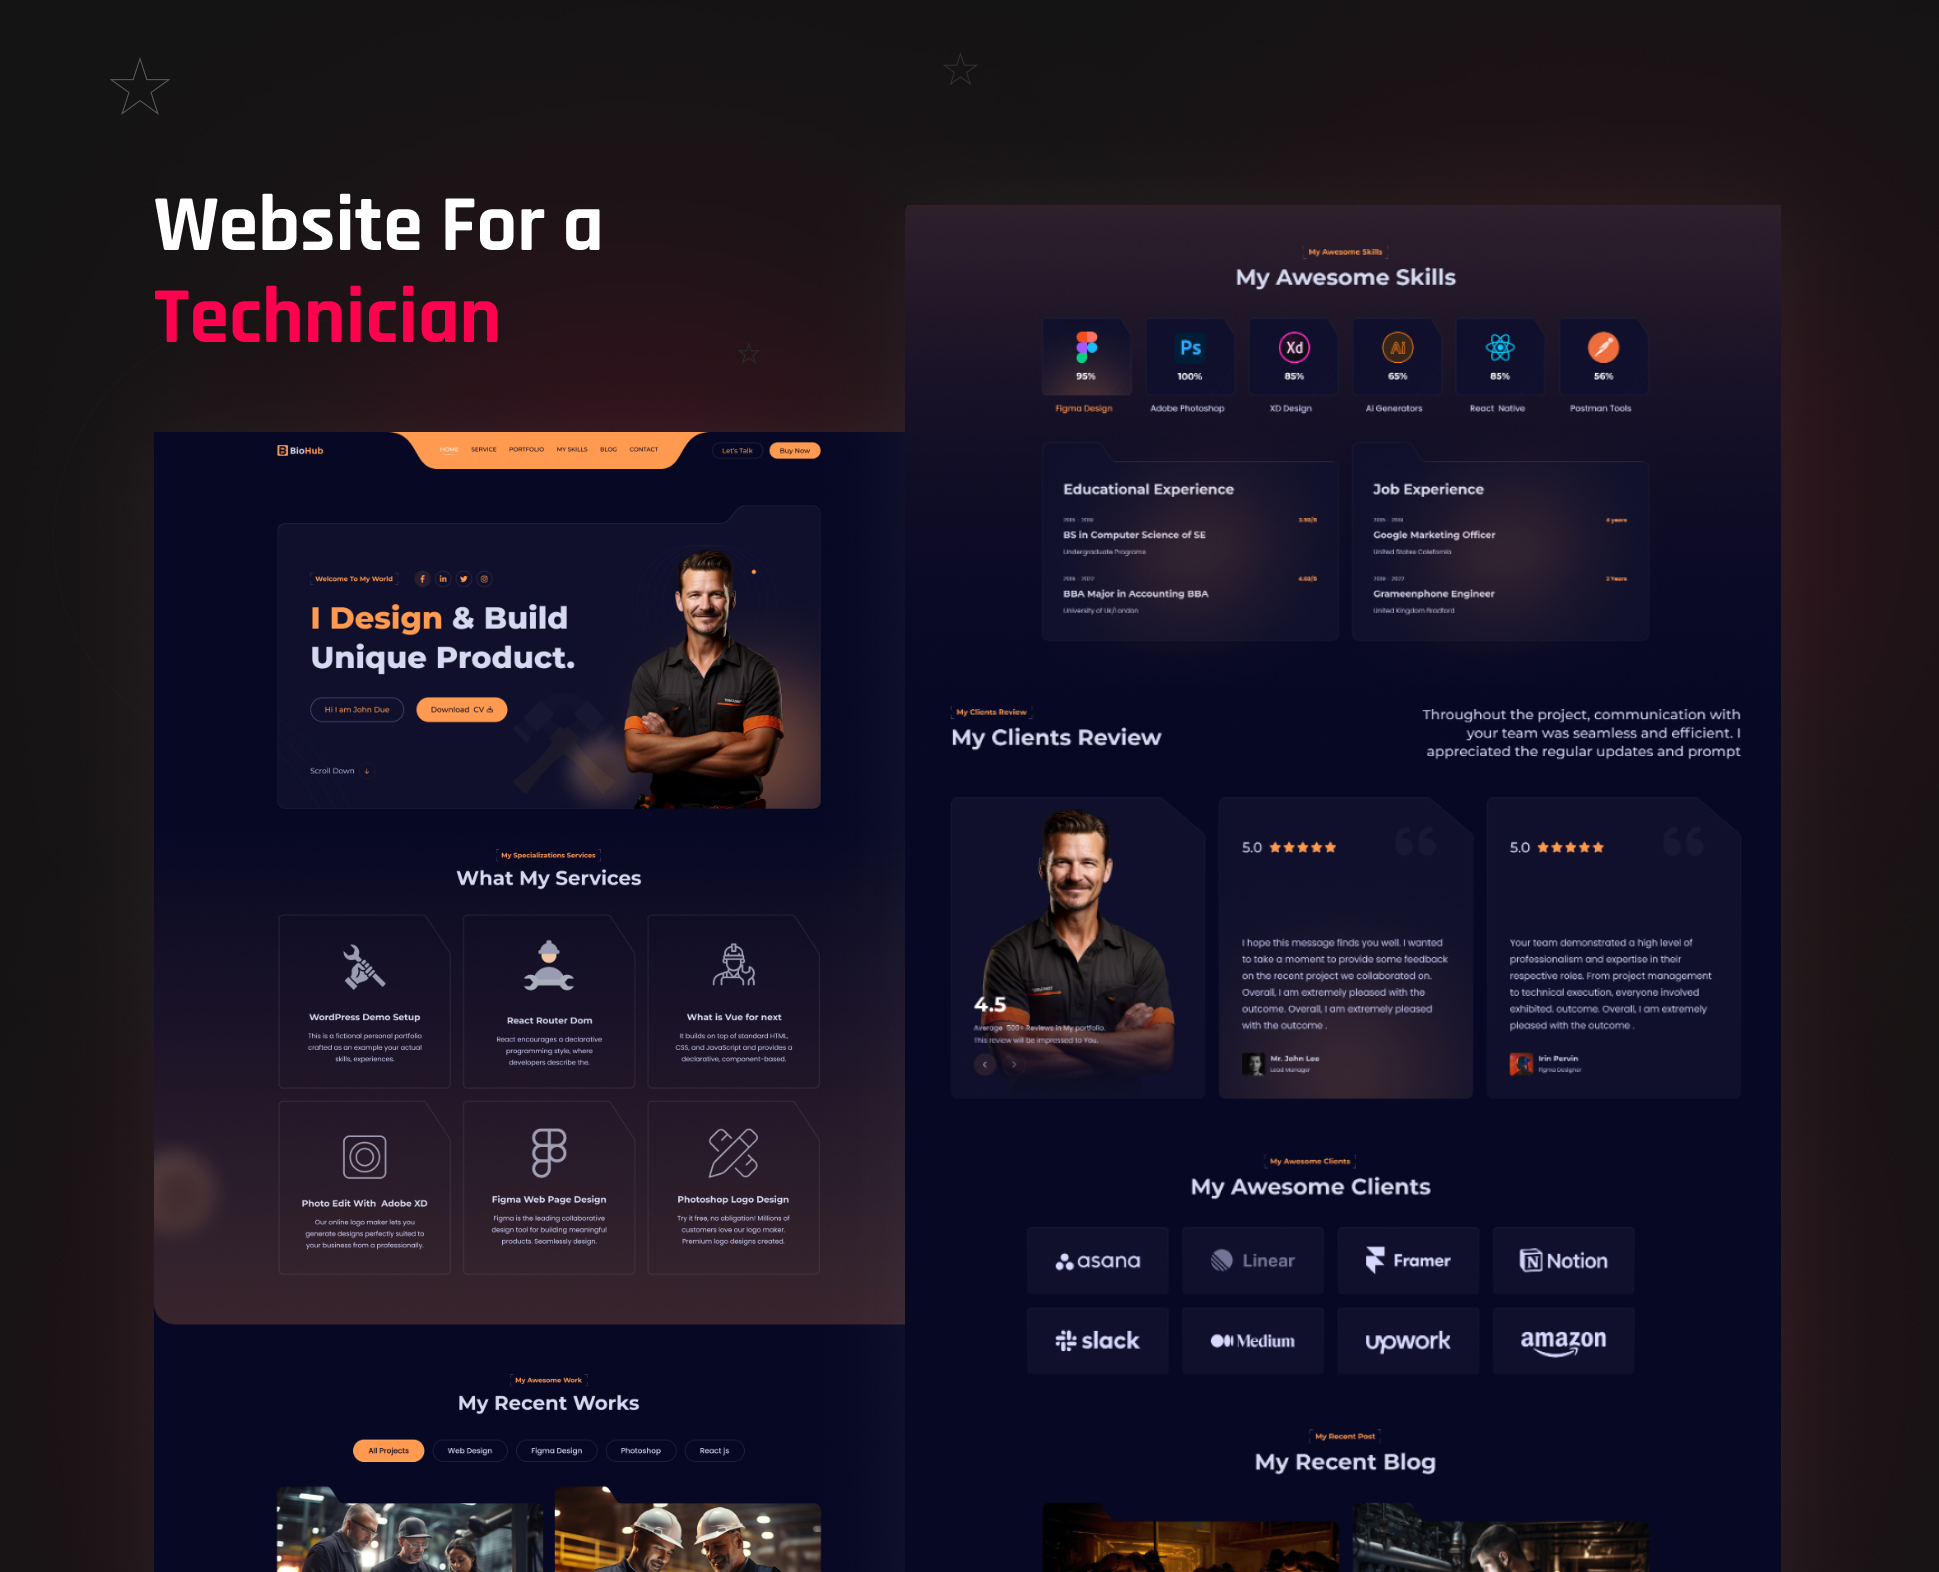 Website For a
Technician
BioHub
HOME SERVICE PORTFOLIO MY SKILLS BLOG CONTACT
Let's Talk
Buy Now
Welcome To My World
I Design & Build
Unique Product.
Hi I am John Due
Download CV
Scroll Down
My Specializations Services
What My Services
WordPress Demo Setup
This is a fictional personal portfolio
crafted as an example your actual
skills, experiences.
React Router Dom
React encourages a declarative
programming style, where
developers describe the.
What is Vue for next
It builds on top of standard HTML,
CSS, and JavaScript and provides a
declarative, component-based.
Photo Edit With Adobe XD
Our online logo maker lets you
generate designs perfectly suited to
your business from a professionally.
Figma Web Page Design
Figma is the leading collaborative
design tool for building meaningful
products. Seamlessly design.
Photoshop Logo Design
Try it free, no obligation! Millions of
customers love our logo maker.
Premium logo designs created.
My Awesome Work
My Recent Works
All Projects
Web Design
Figma Design
Photoshop
React js
My Awesome Skills
My Awesome Skills
95%
Figma Design
Ps
100%
Adobe Photoshop
Xd
85%
XD Design
Ai
65%
Ai Generators
85%
React Native
56%
Postman Tools
Educational Experience
BS in Computer Science of SE
Undergraduate Programs
BBA Major in Accounting BBA
University of Uk/London
Job Experience
4 years
Google Marketing Officer
United States Calefornia
2 Years
Grameenphone Engineer
United Kingdom Bradford
My Clients Review
My Clients Review
Throughout the project, communication with
your team was seamless and efficient. I
appreciated the regular updates and prompt
4.5
Average 500+ Reviews in My portfolio.
This review will be impressed to You.
5.0
I hope this message finds you well. I wanted
to take a moment to provide some feedback
on the recent project we collaborated on.
Overall, I am extremely pleased with the
outcome. Overall, I am extremely pleased
with the outcome .
Mr. John Lee
Lead Manager
5.0
Your team demonstrated a high level of
professionalism and expertise in their
respective roles. From project management
to technical execution, everyone involved
exhibited. outcome. Overall, I am extremely
pleased with the outcome .
Irin Pervin
Figma Designer
My Awesome Clients
My Awesome Clients
asana
Linear
Framer
Notion
slack
Medium
upwork
amazon
My Recent Post
My Recent Blog